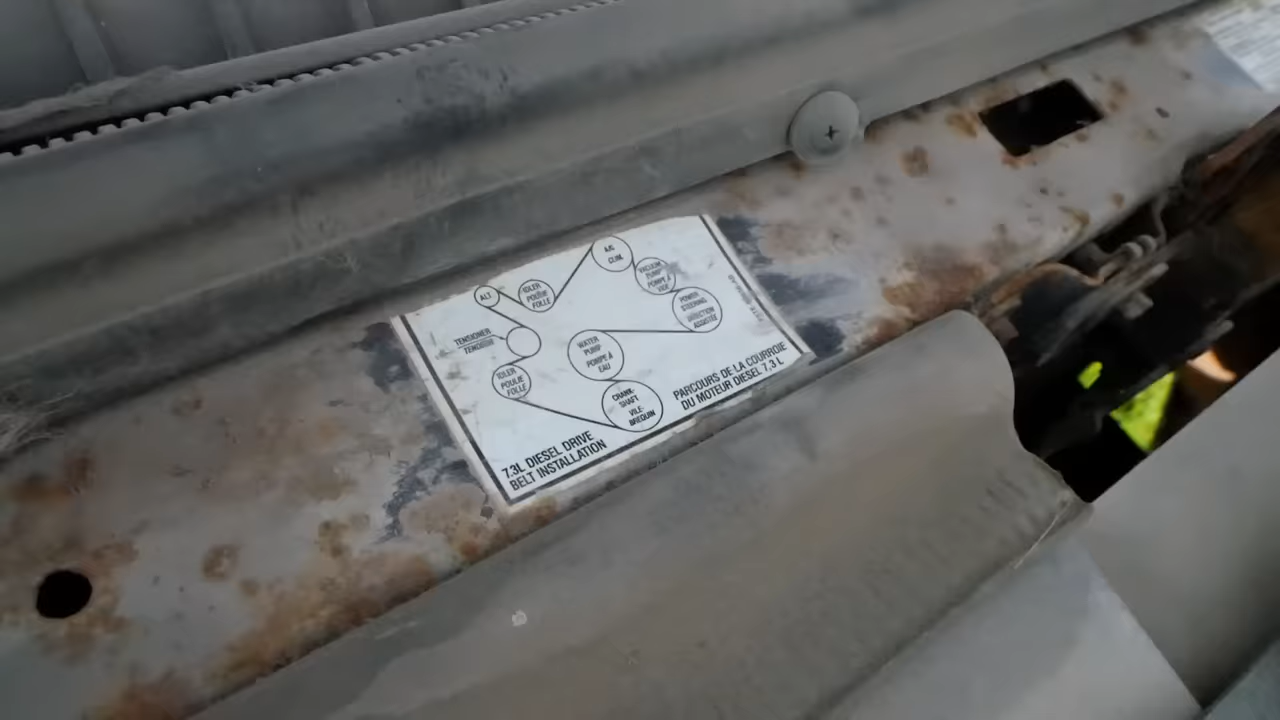 A/C
CLIM.
VACUUM
PUMP
POMPE À
VIDE
ALT
IDLER
POULIE
FOLLE
POWER
STEERING
DIRECTION
ASSISTÉE
TENSIONER
TENDEUR
WATER
PUMP
POMPE À
EAU
IDLER
POULIE
FOLLE
CRANK-
SHAFT
VILE-
BREQUIN
7.3L DIESEL DRIVE
BELT INSTALLATION
PARCOURS DE LA COURROIE
DU MOTEUR DIESEL 7,3 L